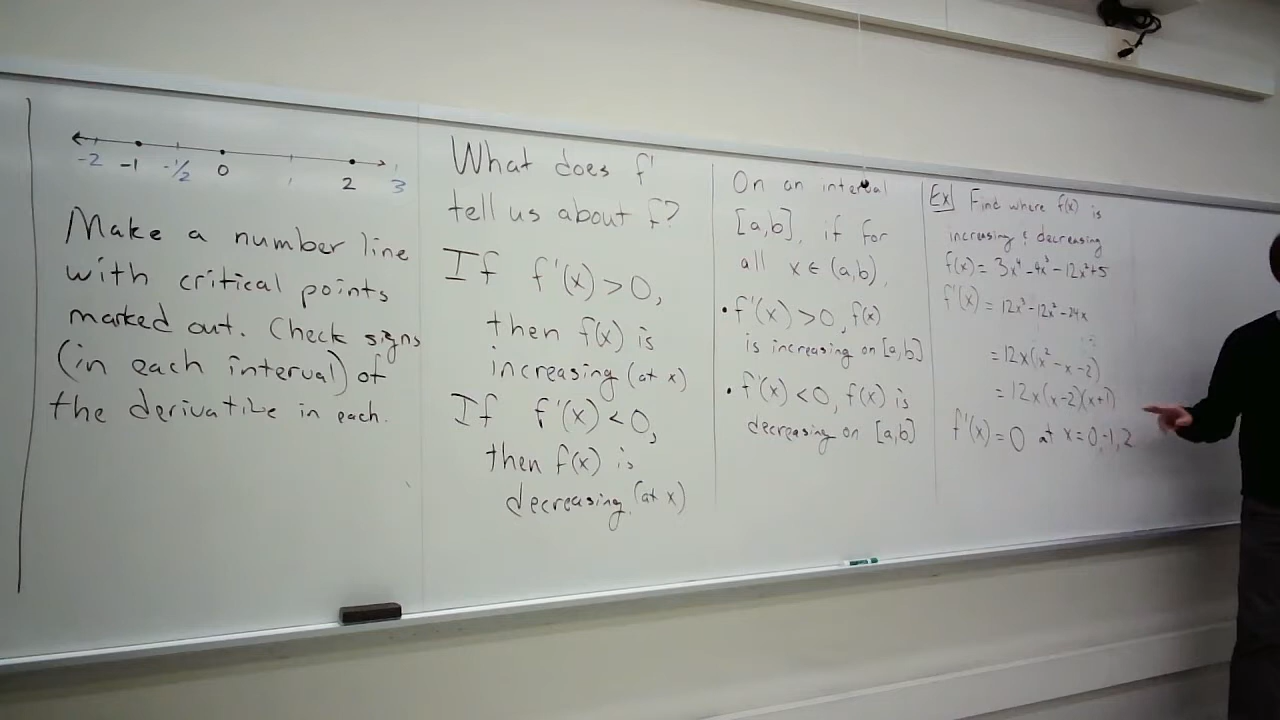 -2 -1 -1/2 0 1 2 3
Make a number line
with critical points
marked out. Check signs
(in each interval) of
the derivative in each.
What does f'
tell us about f?
If f'(x) > 0,
then f(x) is
increasing (at x)
If f'(x) < 0,
then f(x) is
decreasing (at x)
On an interval
[a,b], if for
all x ∈ (a,b),
• f'(x) > 0, f(x)
is increasing on [a,b]
• f'(x) < 0, f(x) is
decreasing on [a,b]
Ex Find where f(x) is
increasing & decreasing
f(x) = 3x⁴ - 4x³ - 12x² + 5
f'(x) = 12x³ - 12x² - 24x
= 12x(x² - x - 2)
= 12x(x-2)(x+1)
f'(x) = 0 at x = 0, -1, 2